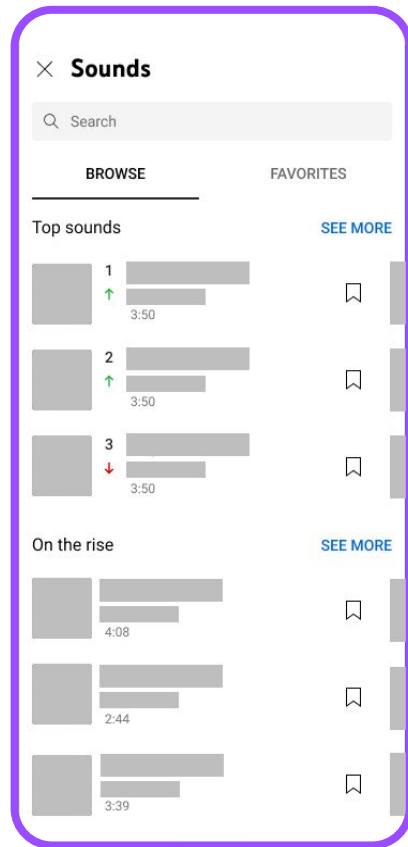 Sounds
Search
BROWSE FAVORITES
Top sounds SEE MORE
1
3:50
2
3:50
3
3:50
On the rise SEE MORE
4:08
2:44
3:39